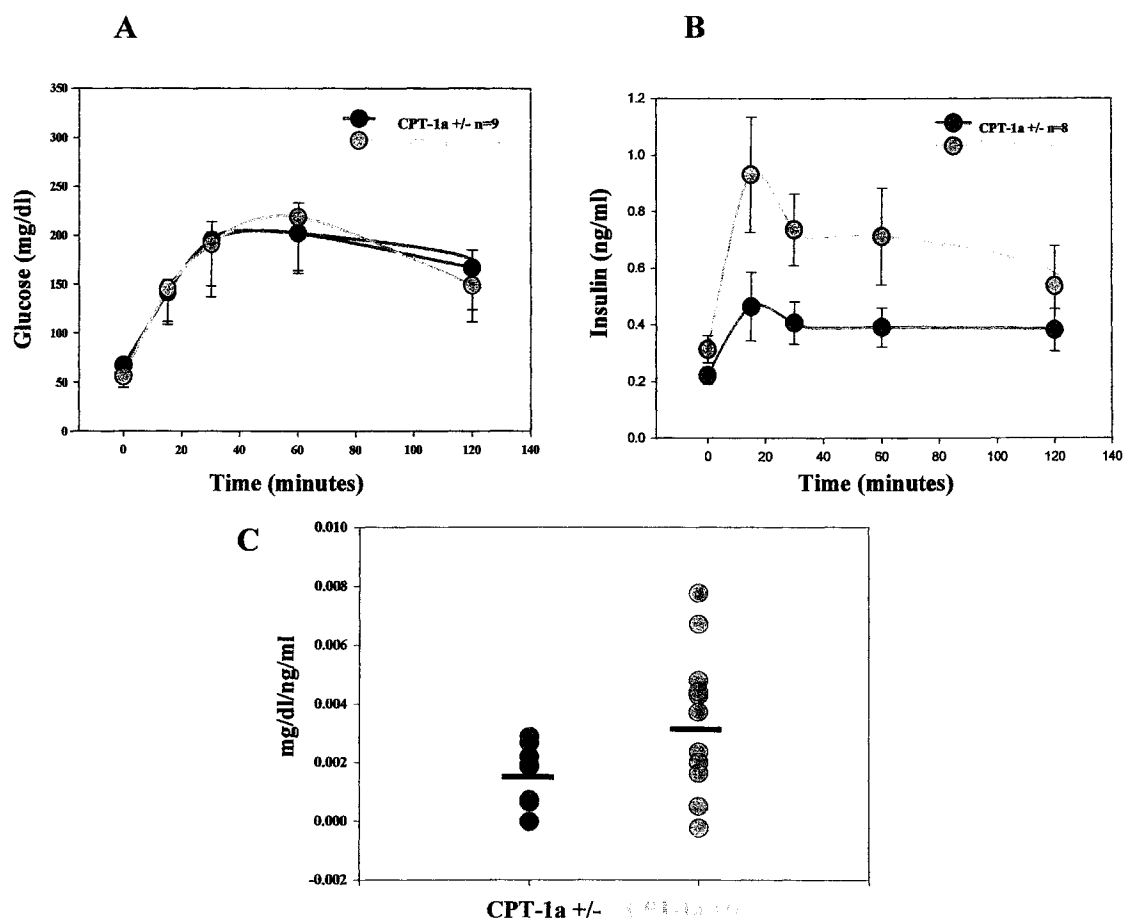 A
B
Glucose (mg/dl)
350
300
250
200
150
100
50
0
CPT-1a +/- n=9
0 20 40 60 80 100 120 140
Time (minutes)
Insulin (ng/ml)
1.2
1.0
0.8
0.6
0.4
0.2
0.0
CPT-1a +/- n=8
0 20 40 60 80 100 120 140
Time (minutes)
C
mg/dl/ng/ml
0.010
0.008
0.006
0.004
0.002
0.000
-0.002
CPT-1a +/-